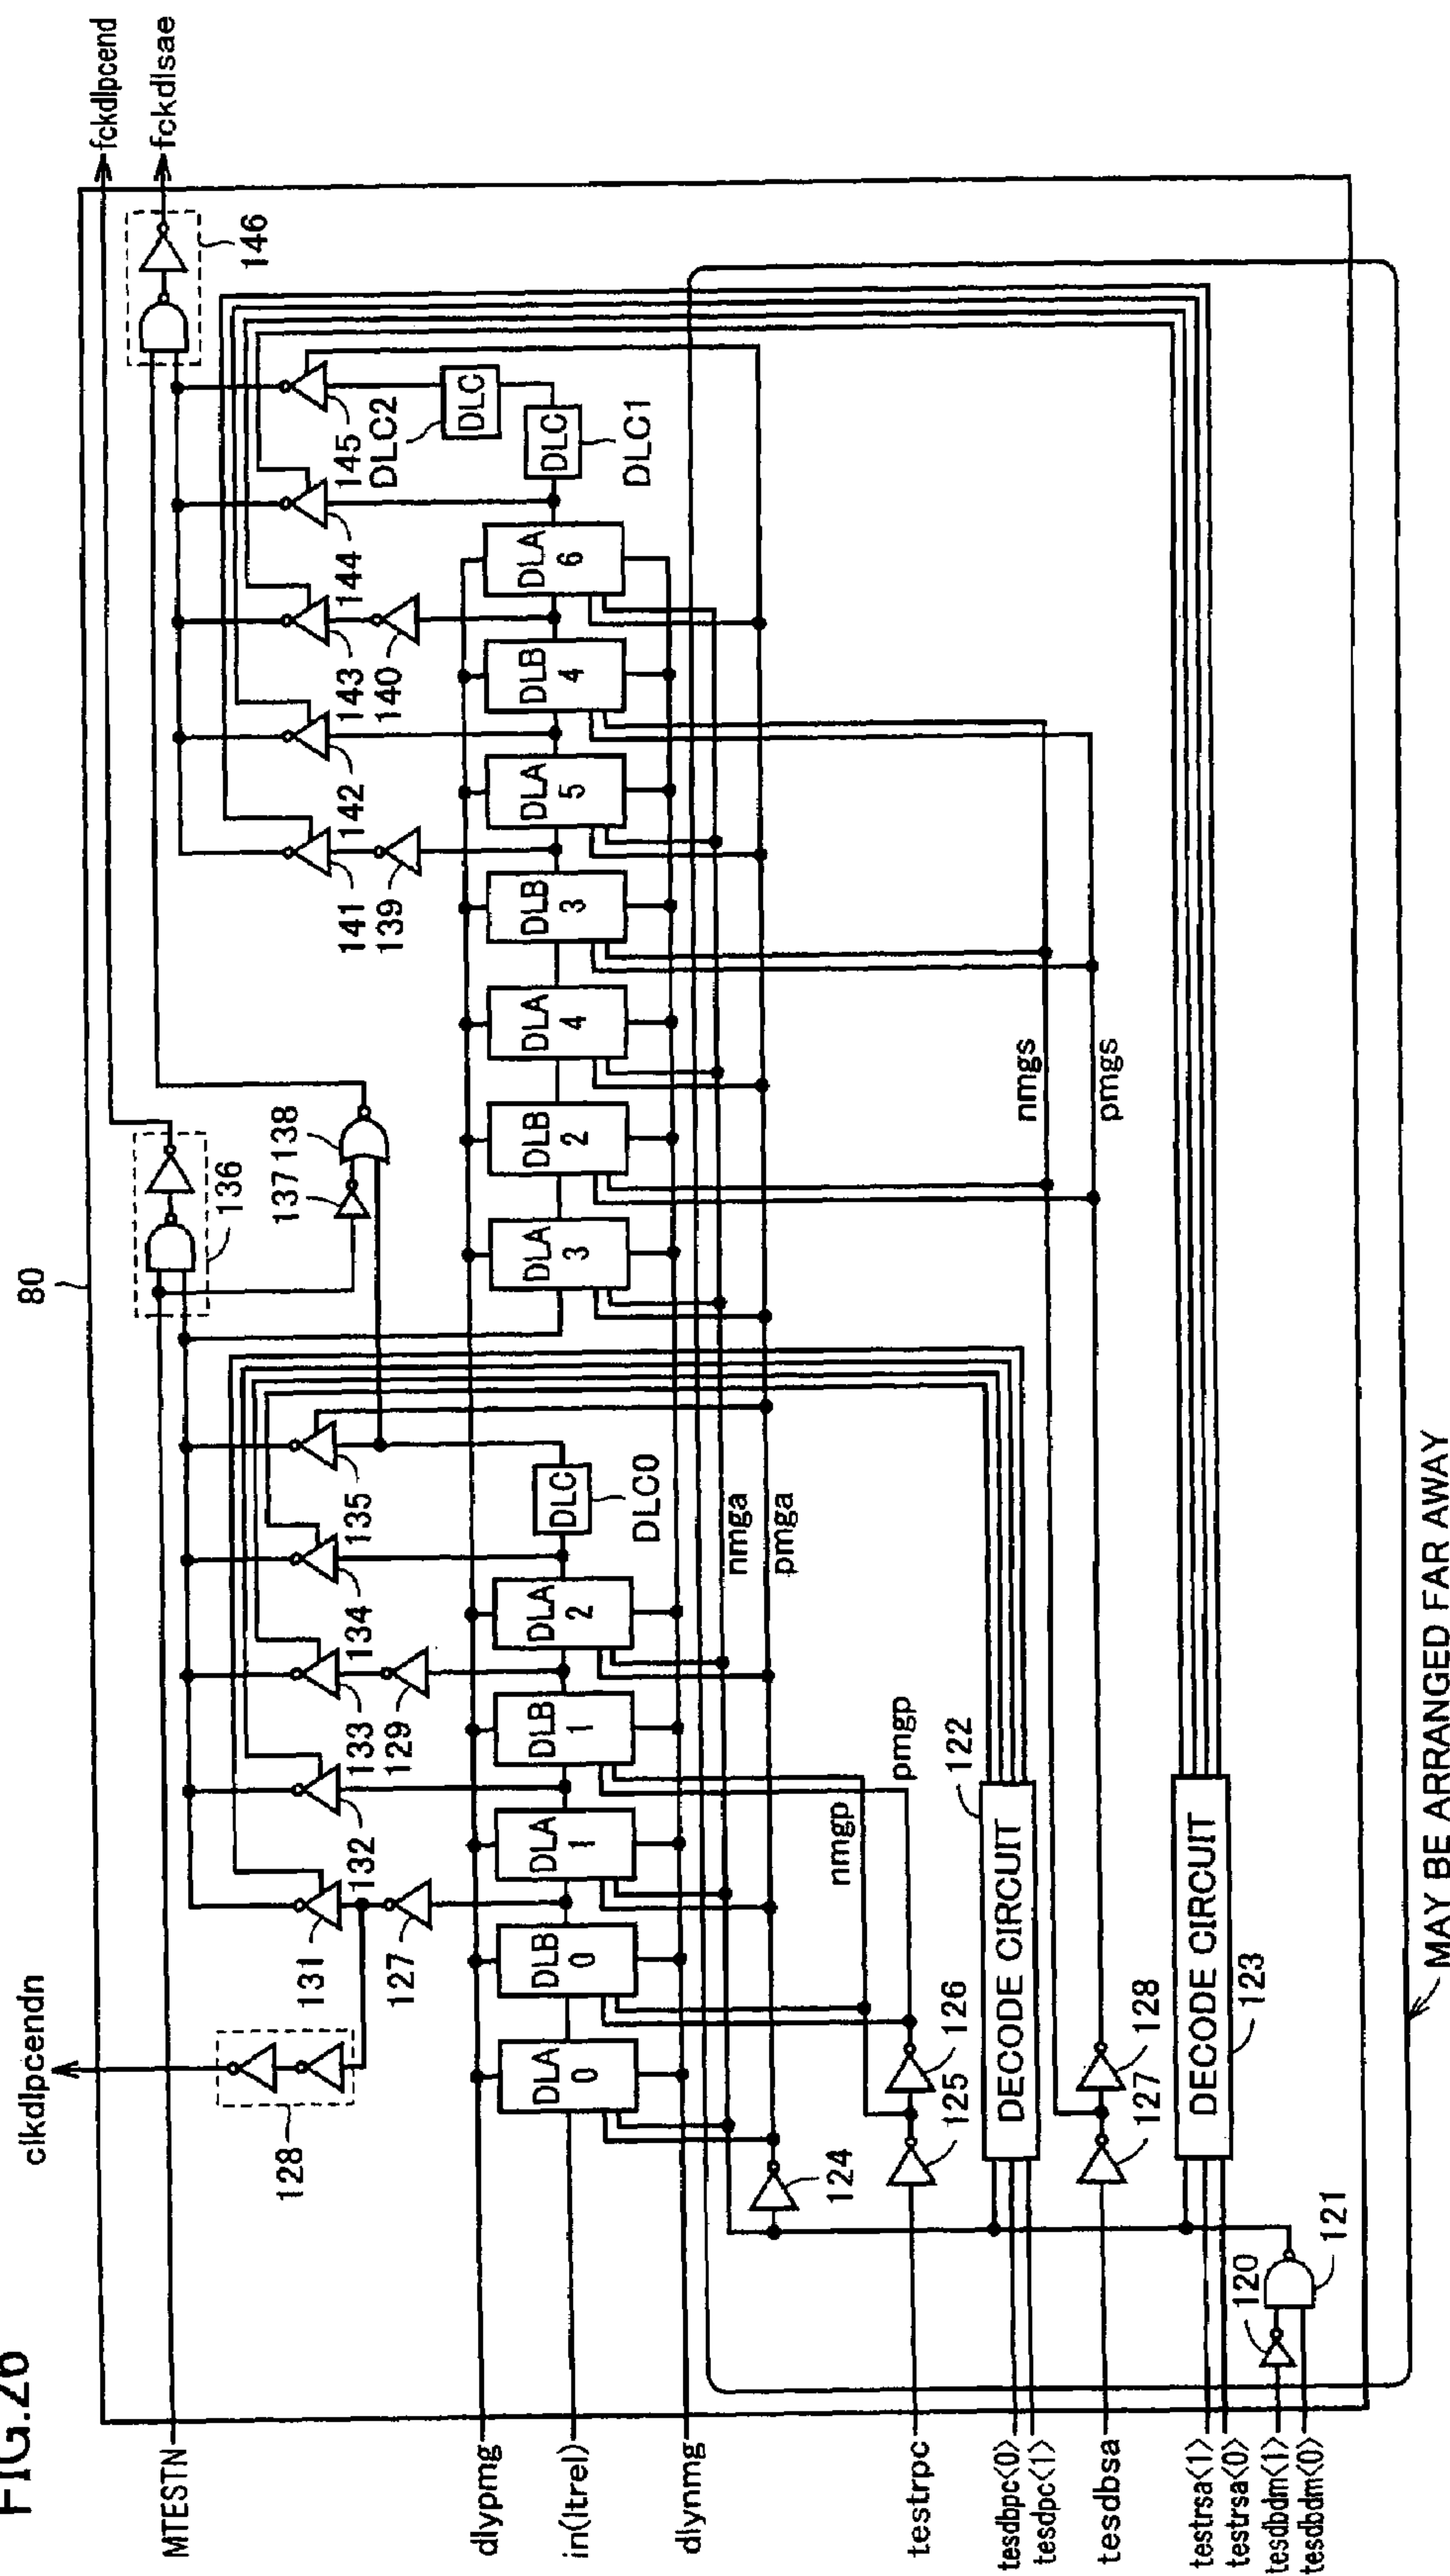 FIG.26
80
clkdlpcendn
fckdlpcend
fckdlsae
MTESTN
128
136
146
137
138
131
132
133
134
135
127
129
141
142
143
144
145
139
140
DLC2
DLC
DLC
DLC1
dlypmg
in(ltrel)
dlynmg
DLA
0
DLB
0
DLA
1
DLB
1
DLA
2
DLC
DLC0
DLA
3
DLB
2
DLA
4
DLB
3
DLA
5
DLB
4
DLA
6
nmga
pmga
124
nmgp
pmgp
nmgs
pmgs
testrpc
125
126
tesdbpc<0>
tesdpc<1>
DECODE CIRCUIT
122
tesdbsa
127
128
testrsa<1>
testrsa<0>
DECODE CIRCUIT
123
tesdbdm<1>
tesdbdm<0>
120
121
MAY BE ARRANGED FAR AWAY